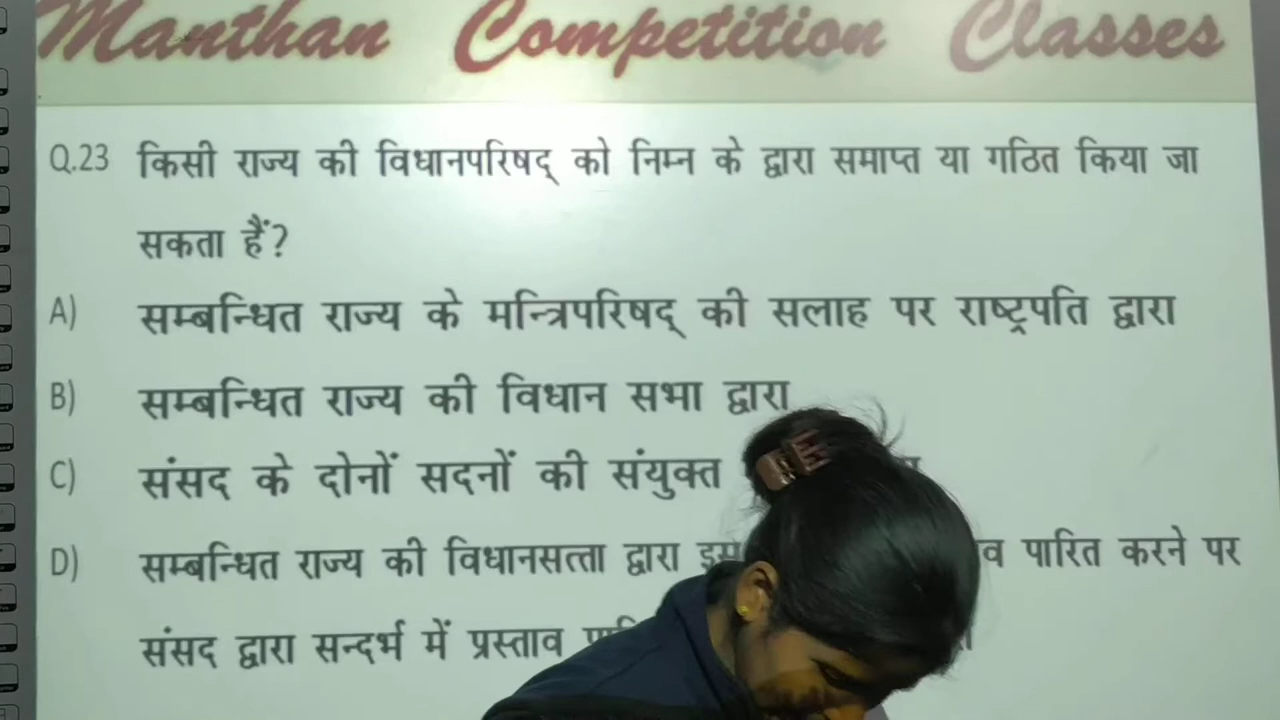 Manthan Competition Classes
Q.23 किसी राज्य की विधानपरिषद् को निम्न के द्वारा समाप्त या गठित किया जा
सकता हैं?
A) सम्बन्धित राज्य के मन्त्रिपरिषद् की सलाह पर राष्ट्रपति द्वारा
B) सम्बन्धित राज्य की विधान सभा द्वारा
C) संसद के दोनों सदनों की संयुक्त
D) सम्बन्धित राज्य की विधानसत्ता द्वारा पारित करने पर
संसद द्वारा सन्दर्भ में प्रस्ताव